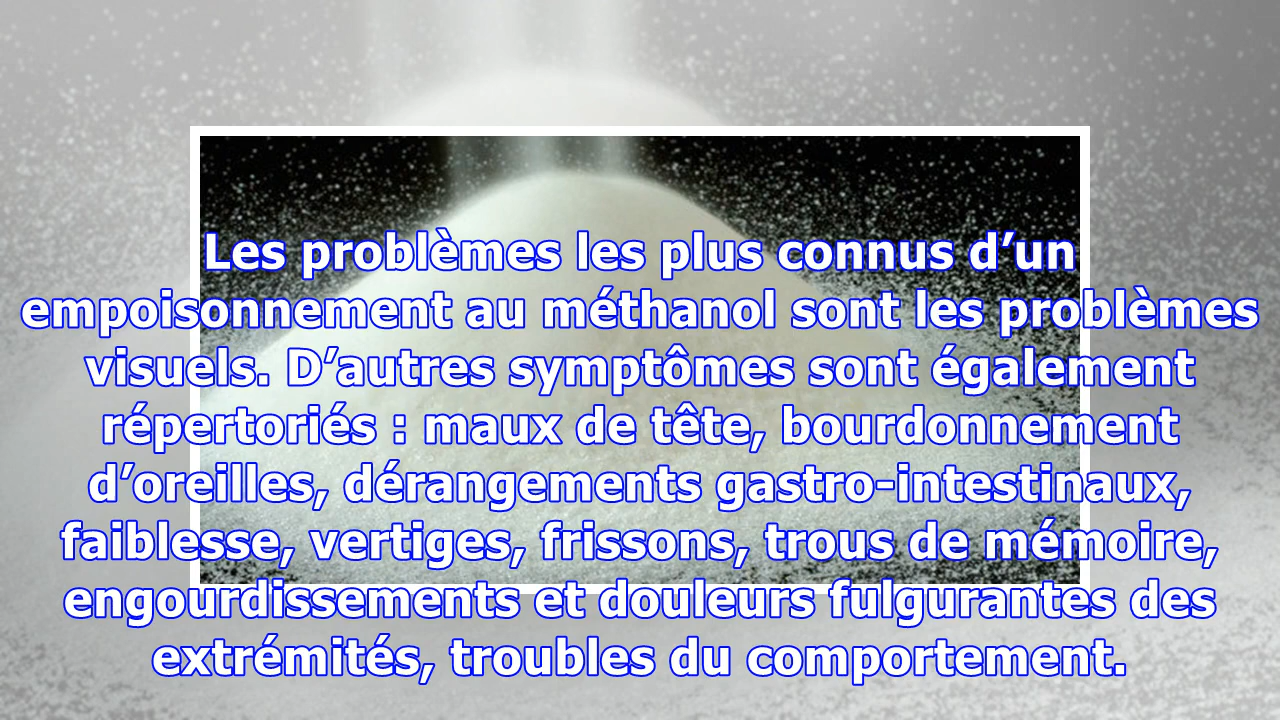 Les problèmes les plus connus d’un
empoisonnement au méthanol sont les problèmes
visuels. D’autres symptômes sont également
répertoriés : maux de tête, bourdonnement
d’oreilles, dérangements gastro-intestinaux,
faiblesse, vertiges, frissons, trous de mémoire,
engourdissements et douleurs fulgurantes des
extrémités, troubles du comportement.